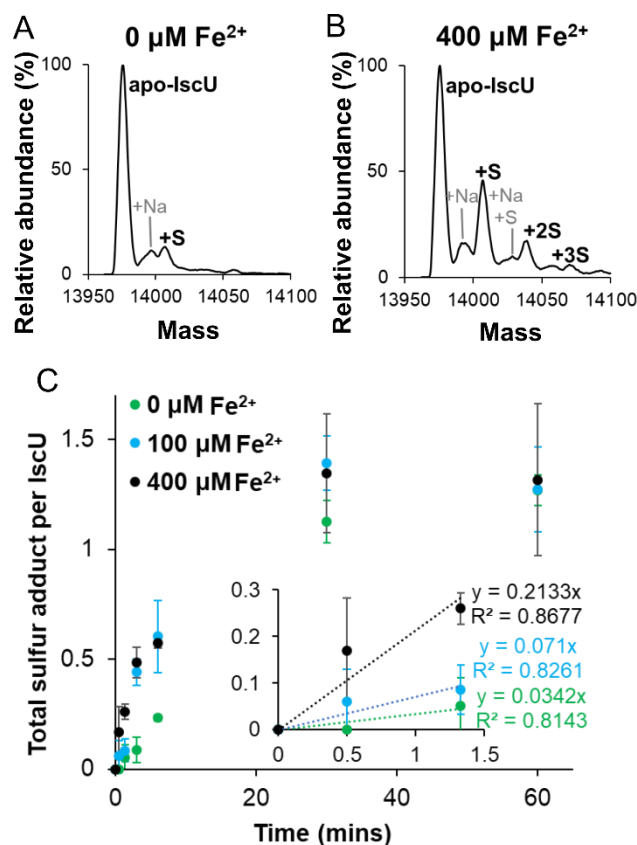 A
0 µM Fe²⁺
Relative abundance (%)
100
50
0
apo-IscU
+Na
+S
13950
14000
14050
14100
Mass
B
400 µM Fe²⁺
Relative abundance (%)
100
50
0
apo-IscU
+Na
+S
+Na
+S
+2S
+3S
13950
14000
14050
14100
Mass
C
Total sulfur adduct per IscU
1.5
1
0.5
0
0 µM Fe²⁺
100 µM Fe²⁺
400 µM Fe²⁺
0.3
0.2
0.1
0
0
0.5
1
1.5
y = 0.2133x
R² = 0.8677
y = 0.071x
R² = 0.8261
y = 0.0342x
R² = 0.8143
0
20
40
60
Time (mins)